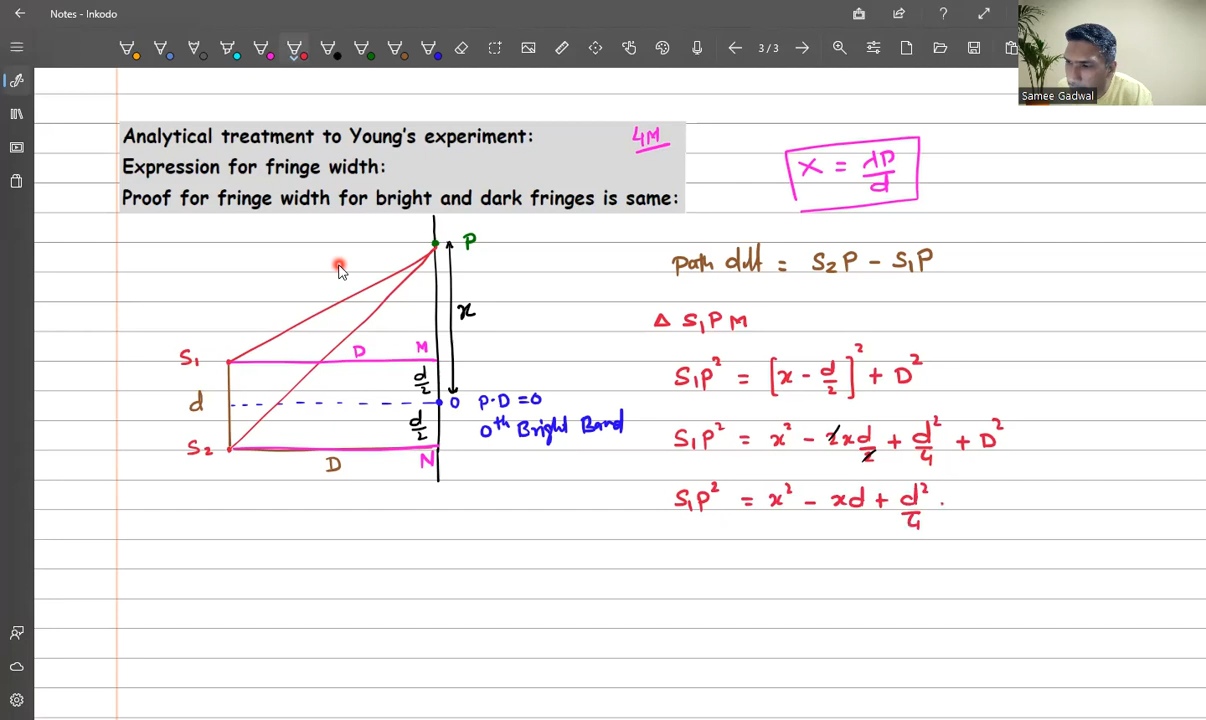 Notes - Inkodo
3 / 3
Samee Gadwal
Analytical treatment to Young's experiment: 4M
Expression for fringe width:
Proof for fringe width for bright and dark fringes is same:
X = λD/d
P
x
S₁ D M
d/2
d O P.D = 0
d/2 0th Bright Band
S₂ D N
path diff = S₂P - S₁P
Δ S₁PM
S₁P² = [x - d/2]² + D²
S₁P² = x² - 2xd/2 + d²/4 + D²
S₁P² = x² - xd + d²/4 .